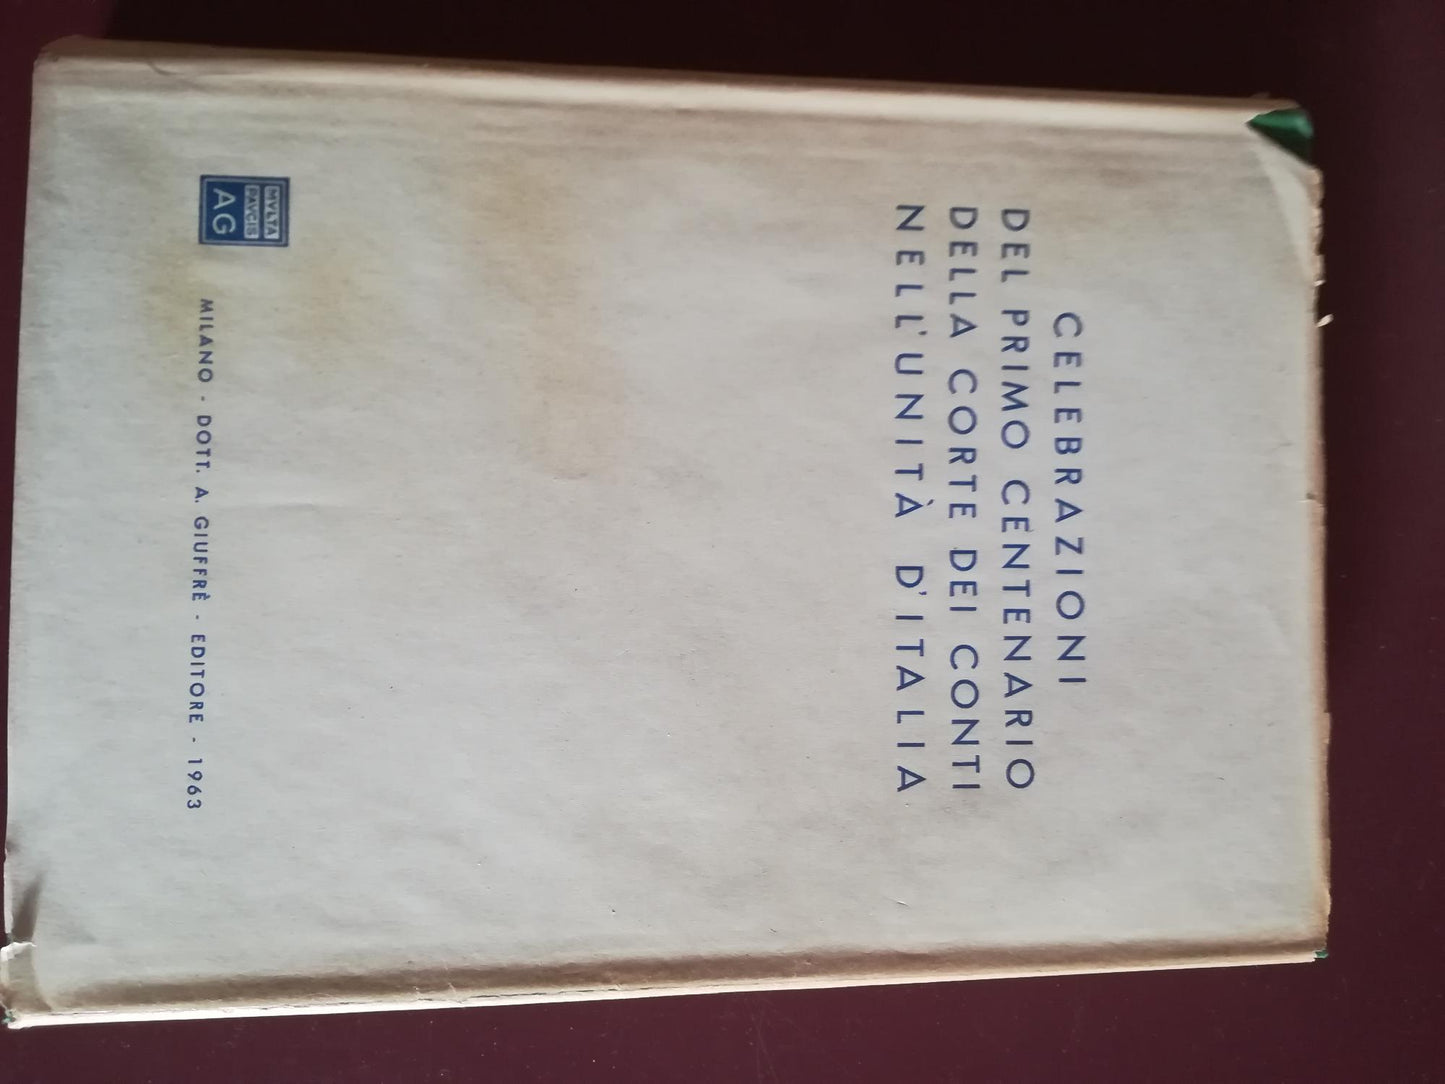 CELEBRAZIONI
DEL PRIMO CENTENARIO
DELLA CORTE DEI CONTI
NELL'UNITÀ D'ITALIA
MVLTA
PAVCIS
AG
MILANO - DOTT. A. GIUFFRÈ - EDITORE - 1963